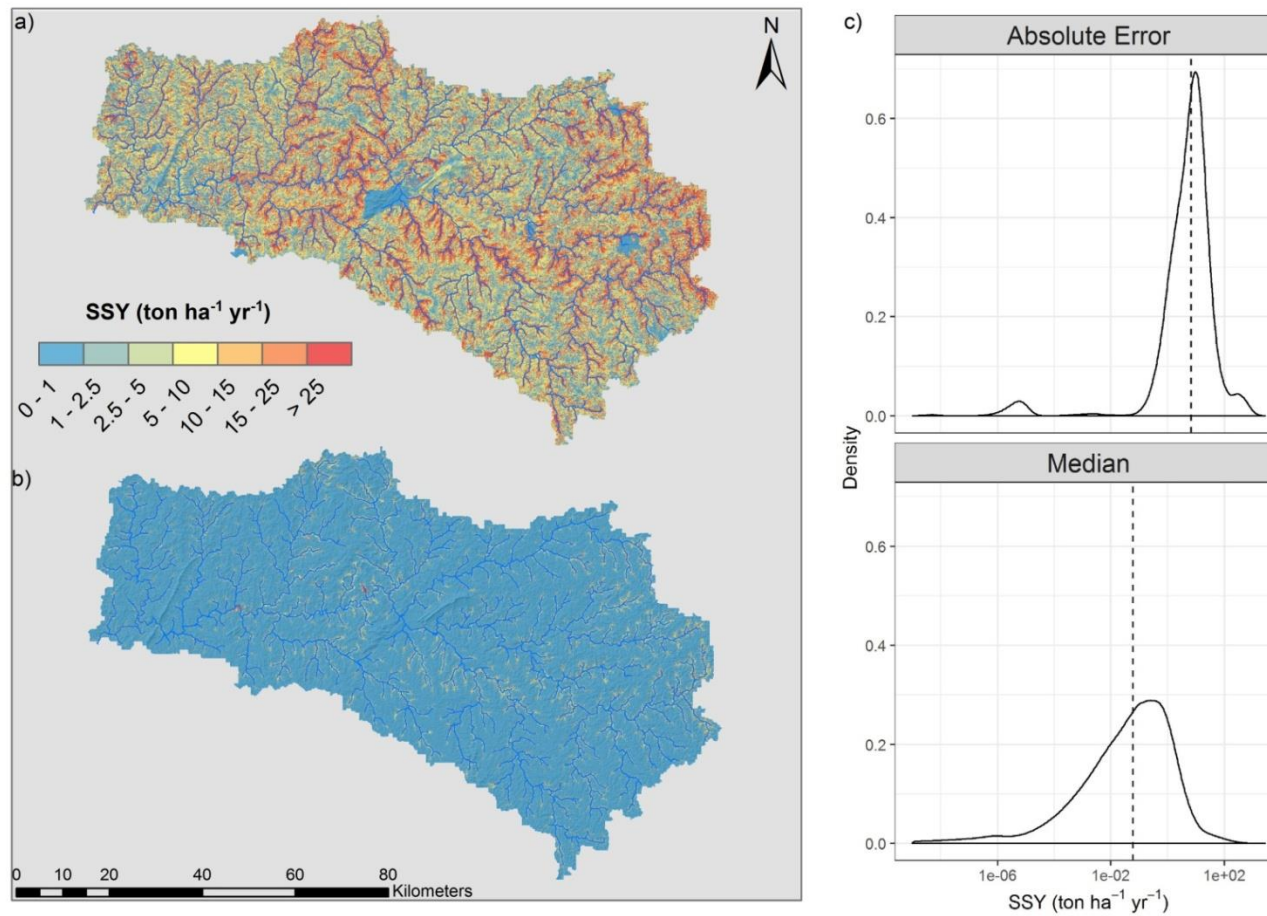 a)
N
SSY (ton ha⁻¹ yr⁻¹)
0 - 1
1 - 2.5
2.5 - 5
5 - 10
10 - 15
15 - 25
> 25
b)
0 10 20 40 60 80
Kilometers
c)
Absolute Error
0.6
0.4
0.2
0.0
Density
Median
0.6
0.4
0.2
0.0
1e-06 1e-02 1e+02
SSY (ton ha⁻¹ yr⁻¹)